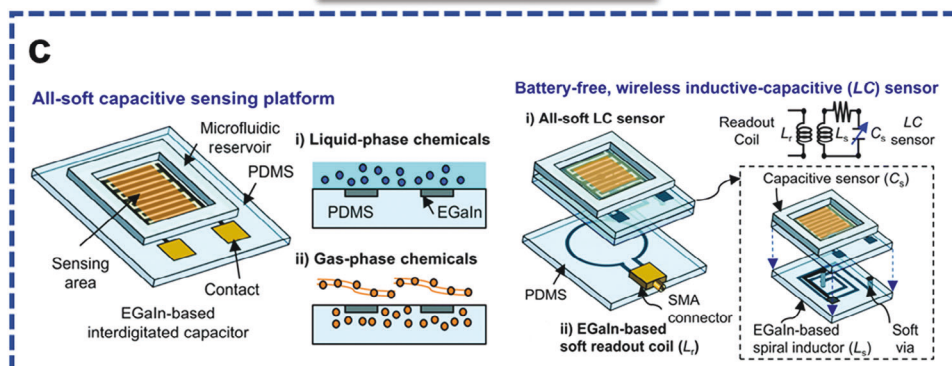 C
All-soft capacitive sensing platform
Microfluidic
reservoir
PDMS
Sensing
area
Contact
EGaIn-based
interdigitated capacitor
i) Liquid-phase chemicals
PDMS
EGaIn
ii) Gas-phase chemicals
Battery-free, wireless inductive-capacitive (LC) sensor
i) All-soft LC sensor
Readout
Coil
Lr
Ls
Cs
LC
sensor
PDMS
SMA
connector
ii) EGaIn-based
soft readout coil (Lr)
Capacitive sensor (Cs)
EGaIn-based
spiral inductor (Ls)
Soft
via